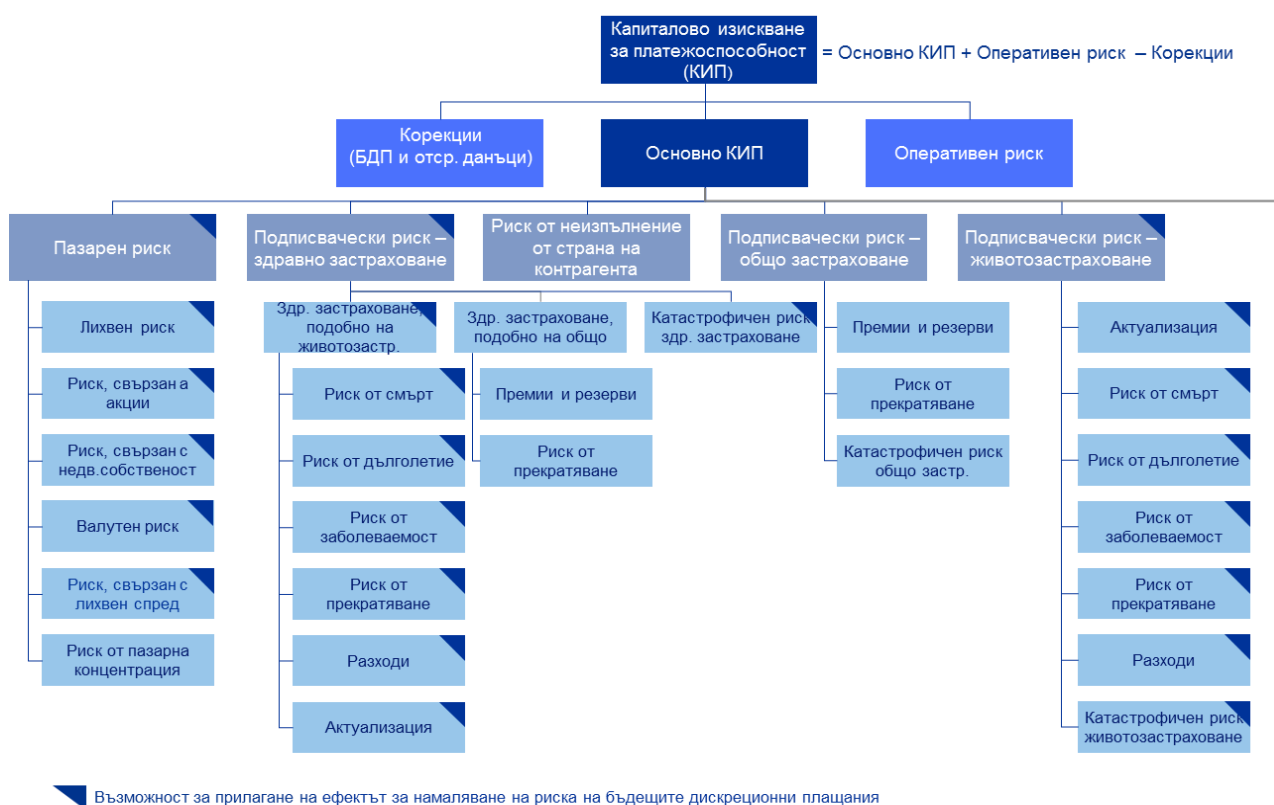 Капиталово изискване
за платежоспособност
(КИП)
= Основно КИП + Оперативен риск – Корекции
Корекции
(БДП и отср. данъци)
Основно КИП
Оперативен риск
Пазарен риск
Подписвачески риск –
здравно застраховане
Риск от неизпълнение
от страна на
контрагента
Подписвачески риск –
общо застраховане
Подписвачески риск –
животозастраховане
Лихвен риск
Риск, свързан а
акции
Риск, свързан с
недв.собственост
Валутен риск
Риск, свързан с
лихвен спред
Риск от пазарна
концентрация
Здр. застраховане,
подобно на
животозастр.
Риск от смърт
Риск от дълголетие
Риск от
заболеваемост
Риск от
прекратяване
Разходи
Актуализация
Здр. застраховане,
подобно на общо
Премии и резерви
Риск от
прекратяване
Катастрофичен риск
здр. застраховане
Премии и резерви
Риск от
прекратяване
Катастрофичен риск
общо застр.
Актуализация
Риск от смърт
Риск от дълголетие
Риск от
заболеваемост
Риск от
прекратяване
Разходи
Катастрофичен риск
животозастраховане
Възможност за прилагане на ефектът за намаляване на риска на бъдещите дискреционни плащания